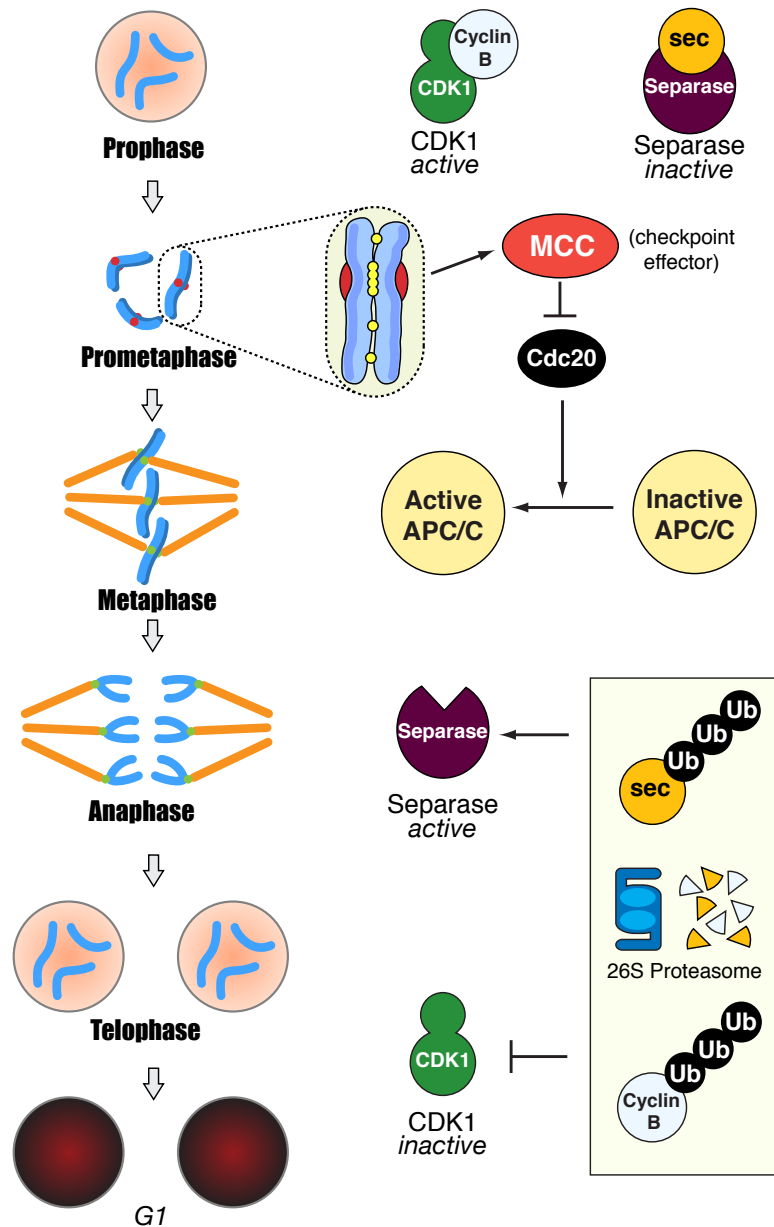 Cyclin
B
CDK1
CDK1
active
sec
Separase
Separase
inactive
Prophase
MCC
(checkpoint
effector)
Cdc20
Prometaphase
Active
APC/C
Inactive
APC/C
Metaphase
Separase
Separase
active
Ub
Ub
Ub
sec
Anaphase
26S Proteasome
Telophase
CDK1
CDK1
inactive
Ub
Ub
Ub
Cyclin
B
G1